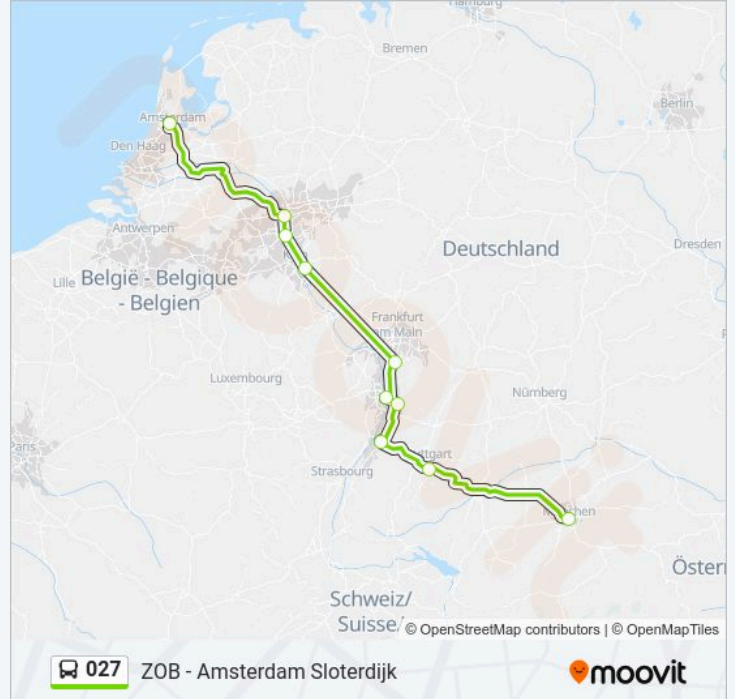 Hamburg
Bremen
Berlin
Amsterdam
Den Haag
Antwerpen
Deutschland
Dresden
Lille
België - Belgique
- Belgien
Frankfurt
am Main
Luxembourg
Nürnberg
Paris
ttgart
Strasbourg
München
Österr
Schweiz/
Suisse/
© OpenStreetMap contributors | © OpenMapTiles
027 ZOB - Amsterdam Sloterdijk
moovit